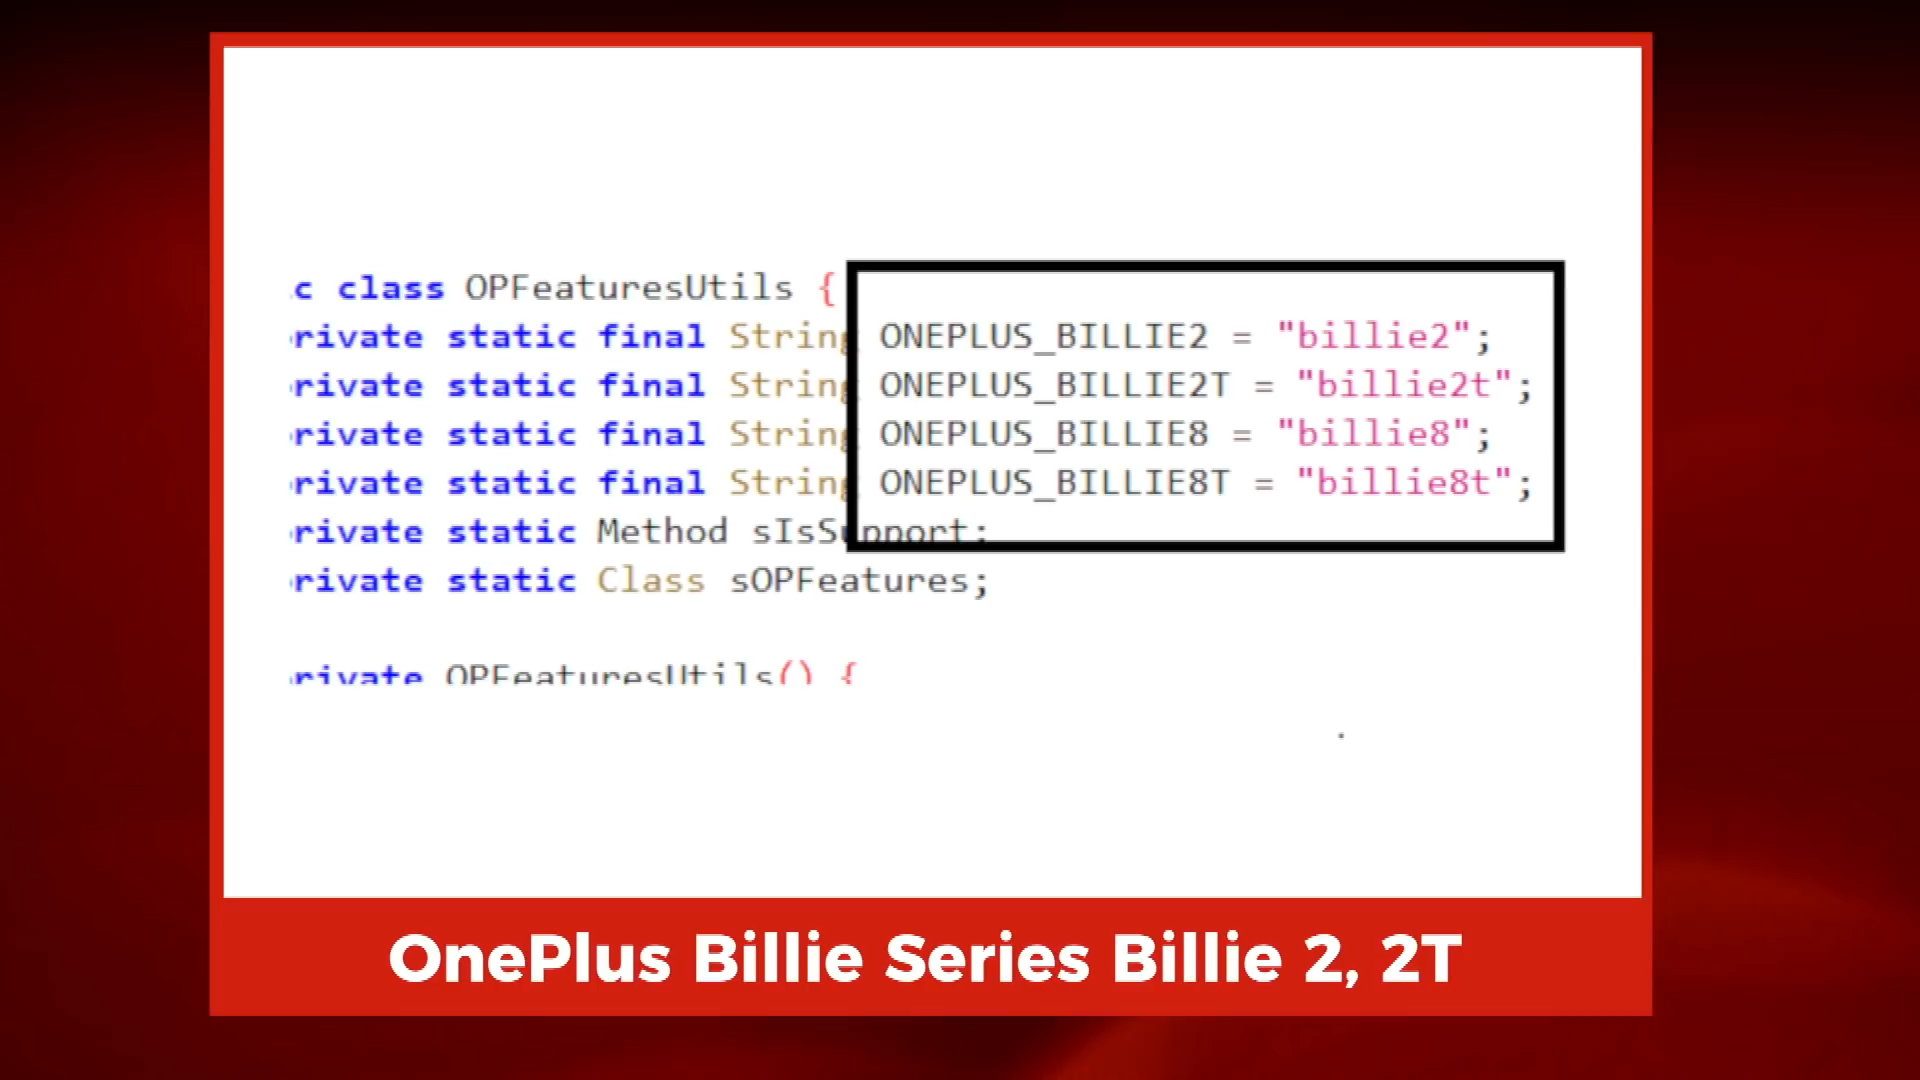 c class OPFeaturesUtils {
rivate static final String ONEPLUS_BILLIE2 = "billie2";
rivate static final String ONEPLUS_BILLIE2T = "billie2t";
rivate static final String ONEPLUS_BILLIE8 = "billie8";
rivate static final String ONEPLUS_BILLIE8T = "billie8t";
rivate static Method sIsSupport;
rivate static Class sOPFeatures;
rivate OPFeaturesUtils() {
OnePlus Billie Series Billie 2, 2T